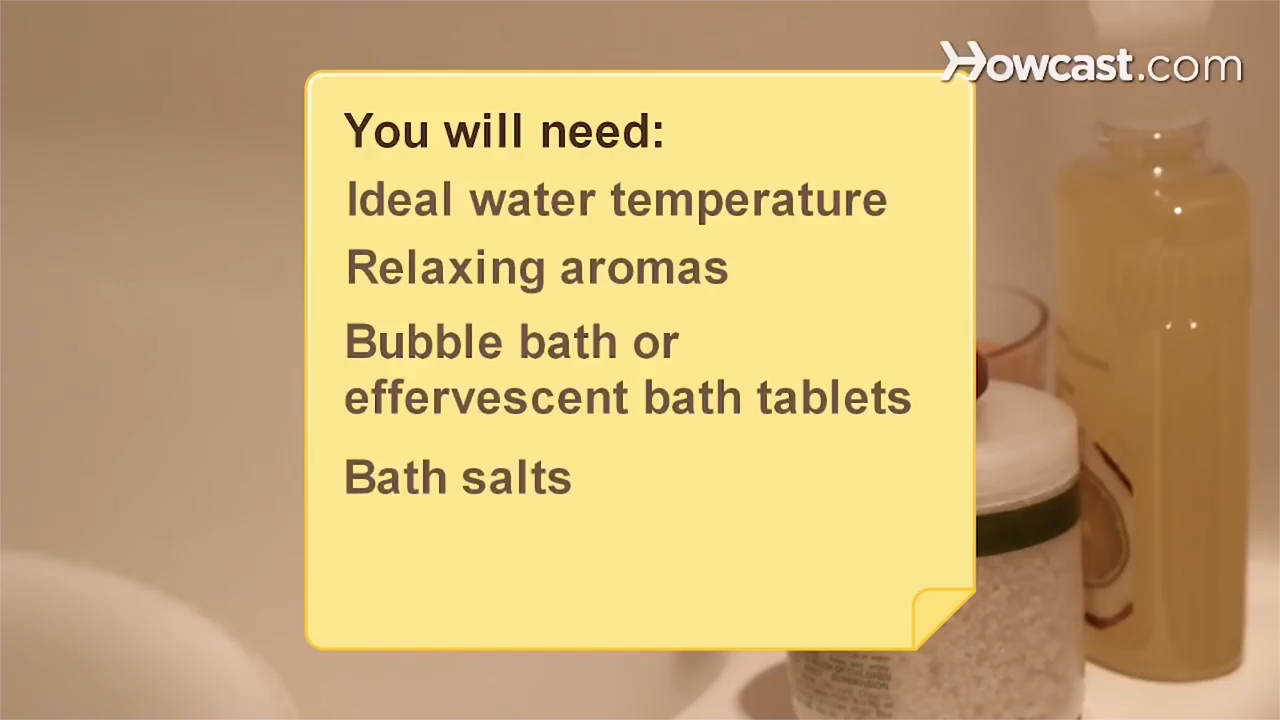 Howcast.com
You will need:
Ideal water temperature
Relaxing aromas
Bubble bath or
effervescent bath tablets
Bath salts